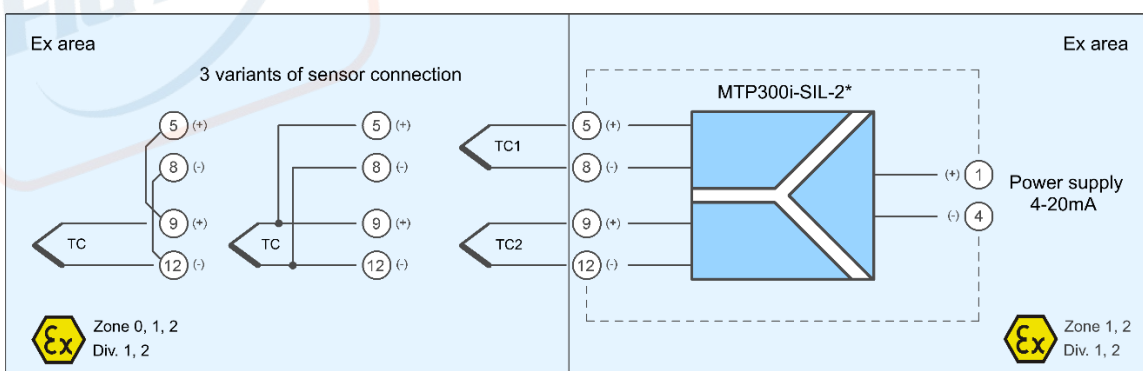 Ex area
Ex area
3 variants of sensor connection
MTP300i-SIL-2*
5 (+)
5 (+)
5 (+)
TC1
8 (-)
8 (-)
8 (-)
(+) 1
Power supply
4-20mA
(-) 4
9 (+)
9 (+)
9 (+)
TC
TC
TC2
12 (-)
12 (-)
12 (-)
Ex
Zone 0, 1, 2
Div. 1, 2
Ex
Zone 1, 2
Div. 1, 2